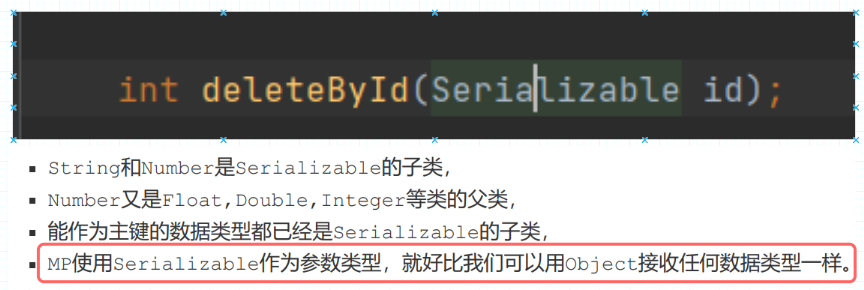 int deleteById(Serializable id);
▪ String和Number是Serializable的子类，
▪ Number又是Float,Double,Integer等类的父类，
▪ 能作为主键的数据类型都已经是Serializable的子类，
▪ MP使用Serializable作为参数类型，就好比我们可以用Object接收任何数据类型一样。